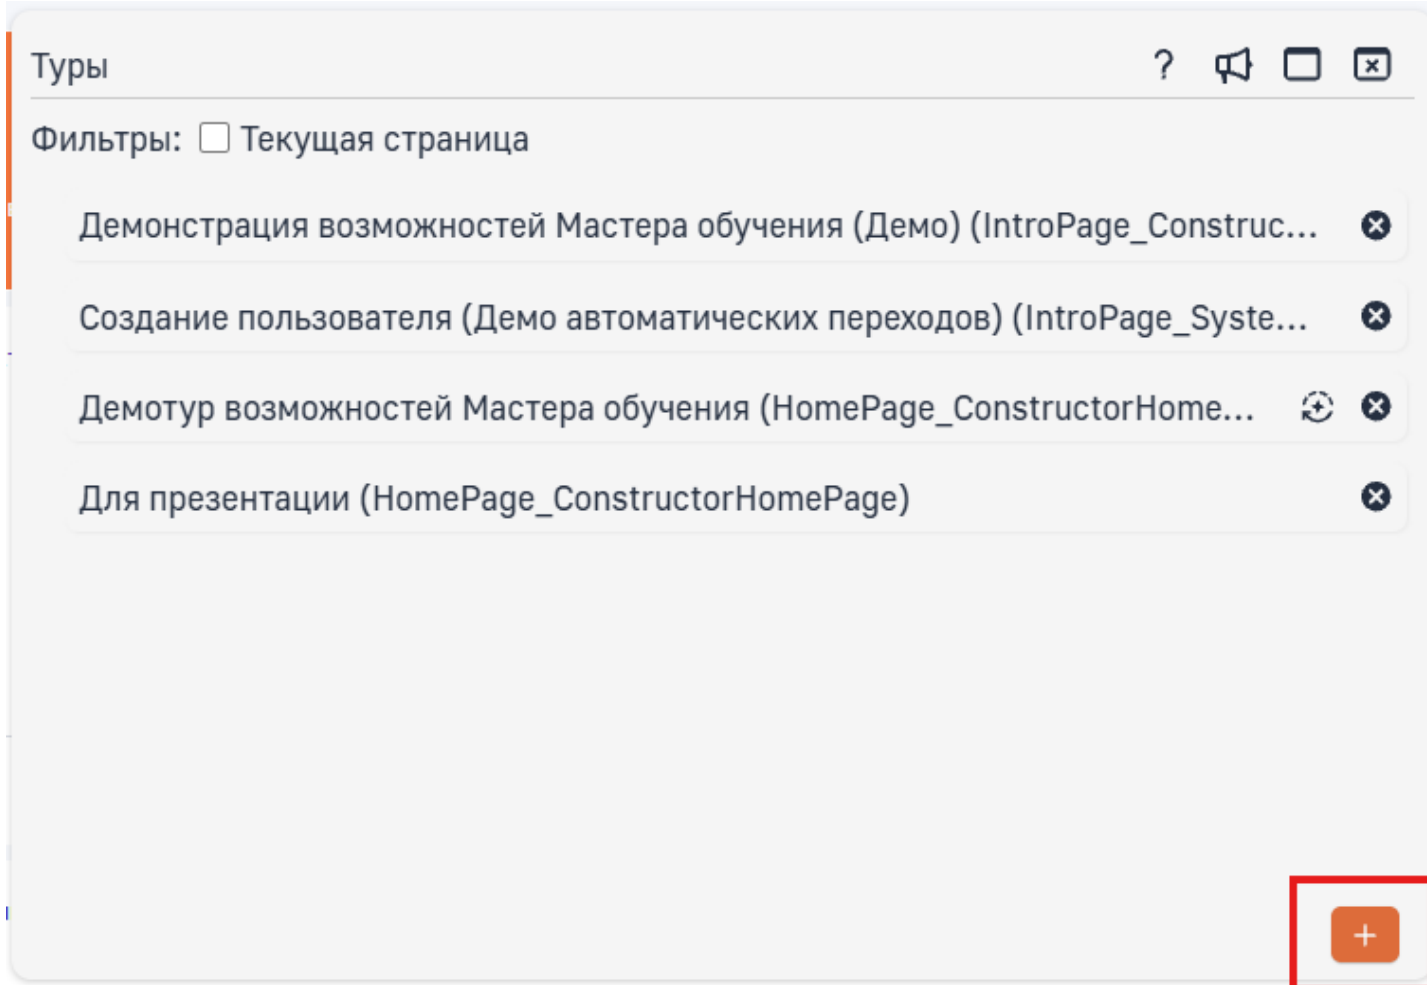 Туры
Фильтры: Текущая страница
Демонстрация возможностей Мастера обучения (Демо) (IntroPage_Construc...
Создание пользователя (Демо автоматических переходов) (IntroPage_Syste...
Демотур возможностей Мастера обучения (HomePage_ConstructorHome...
Для презентации (HomePage_ConstructorHomePage)